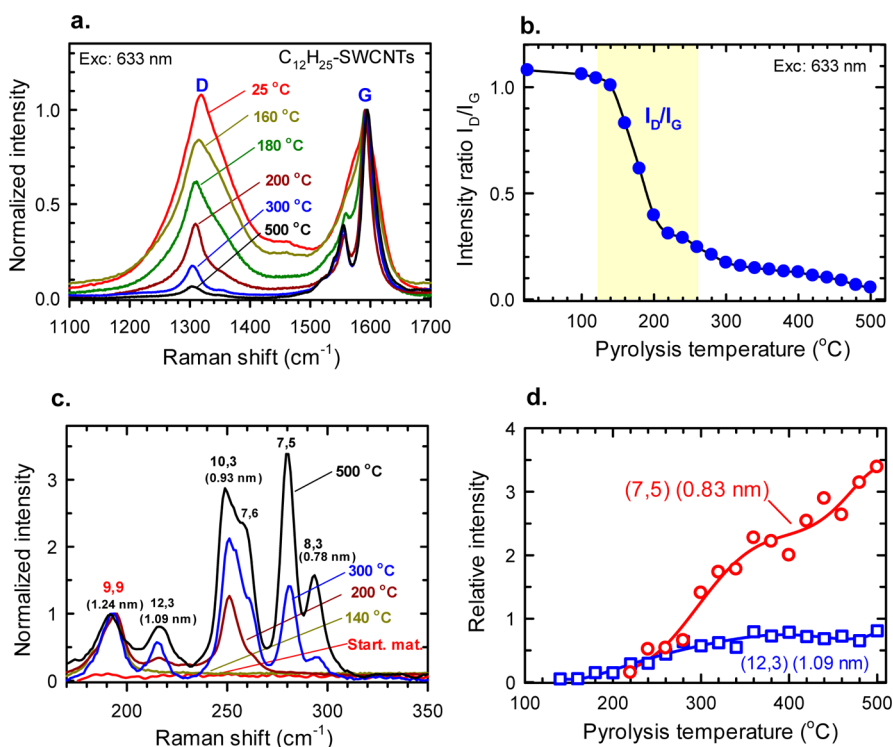 a.
Exc: 633 nm
C₁₂H₂₅-SWCNTs
D
G
25 °C
160 °C
180 °C
200 °C
300 °C
500 °C
Normalized intensity
1.0
0.5
0.0
1100 1200 1300 1400 1500 1600 1700
Raman shift (cm⁻¹)
b.
Exc: 633 nm
I_D/I_G
Intensity ratio I_D/I_G
1.0
0.5
0.0
100 200 300 400 500
Pyrolysis temperature (°C)
c.
7,5
10,3
(0.93 nm)
7,6
500 °C
8,3
(0.78 nm)
9,9
(1.24 nm)
12,3
(1.09 nm)
300 °C
200 °C
140 °C
Start. mat.
Normalized intensity
3
2
1
0
200 250 300 350
Raman shift (cm⁻¹)
d.
(7,5) (0.83 nm)
(12,3) (1.09 nm)
Relative intensity
4
3
2
1
0
100 200 300 400 500
Pyrolysis temperature (°C)